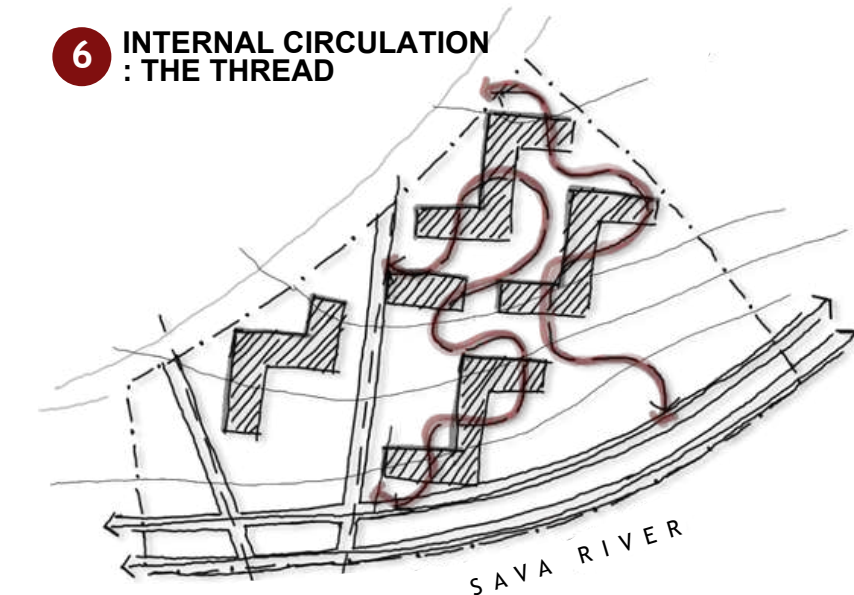 6
INTERNAL CIRCULATION
: THE THREAD
SAVA RIVER